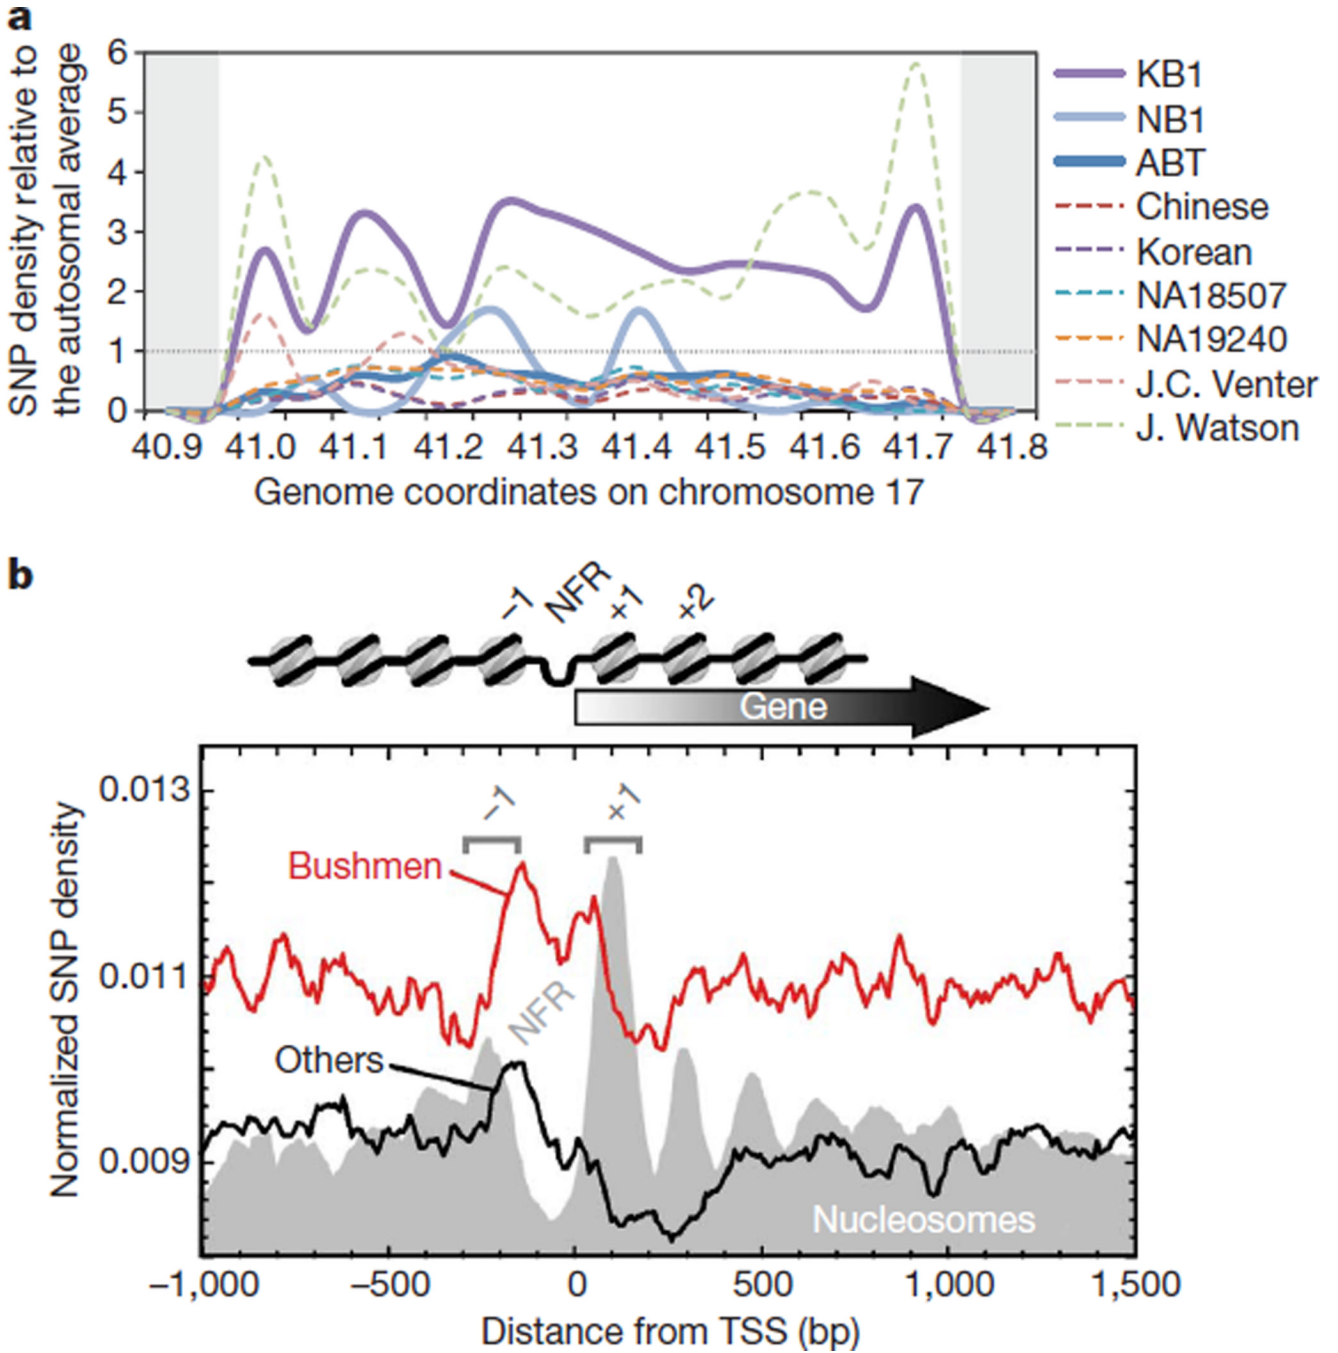 a
SNP density relative to
the autosomal average
6
5
4
3
2
1
0
40.9 41.0 41.1 41.2 41.3 41.4 41.5 41.6 41.7 41.8
Genome coordinates on chromosome 17
KB1
NB1
ABT
Chinese
Korean
NA18507
NA19240
J.C. Venter
J. Watson
b
−1 NFR +1 +2
Gene
Normalized SNP density
0.013
0.011
0.009
−1 +1
Bushmen
NFR
Others
Nucleosomes
−1,000 −500 0 500 1,000 1,500
Distance from TSS (bp)